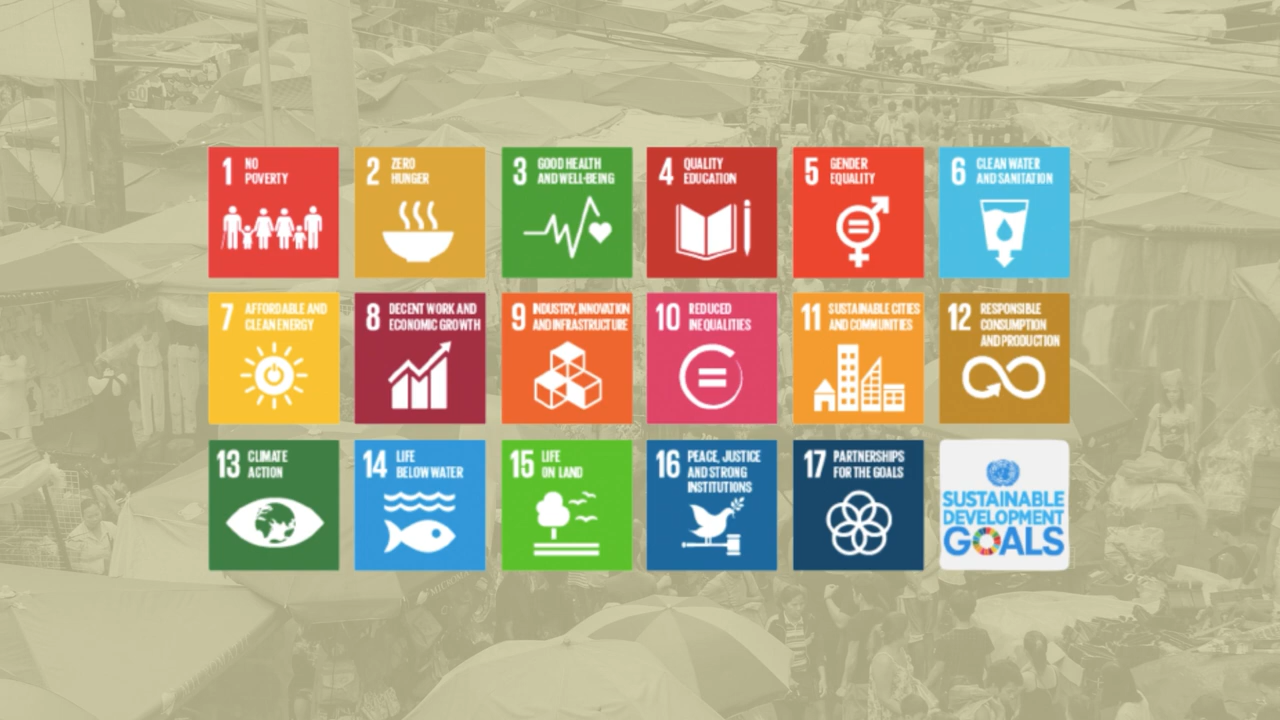 1 NO
POVERTY
2 ZERO
HUNGER
3 GOOD HEALTH
AND WELL-BEING
4 QUALITY
EDUCATION
5 GENDER
EQUALITY
6 CLEAN WATER
AND SANITATION
7 AFFORDABLE AND
CLEAN ENERGY
8 DECENT WORK AND
ECONOMIC GROWTH
9 INDUSTRY, INNOVATION
AND INFRASTRUCTURE
10 REDUCED
INEQUALITIES
11 SUSTAINABLE CITIES
AND COMMUNITIES
12 RESPONSIBLE
CONSUMPTION
AND PRODUCTION
13 CLIMATE
ACTION
14 LIFE
BELOW WATER
15 LIFE
ON LAND
16 PEACE, JUSTICE
AND STRONG
INSTITUTIONS
17 PARTNERSHIPS
FOR THE GOALS
SUSTAINABLE
DEVELOPMENT
GOALS